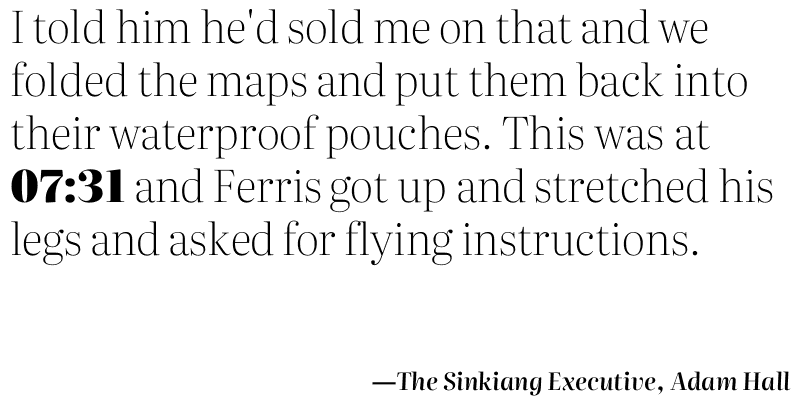 I told him he'd sold me on that and we
folded the maps and put them back into
their waterproof pouches. This was at
07:31 and Ferris got up and stretched his
legs and asked for flying instructions.
—The Sinkiang Executive, Adam Hall